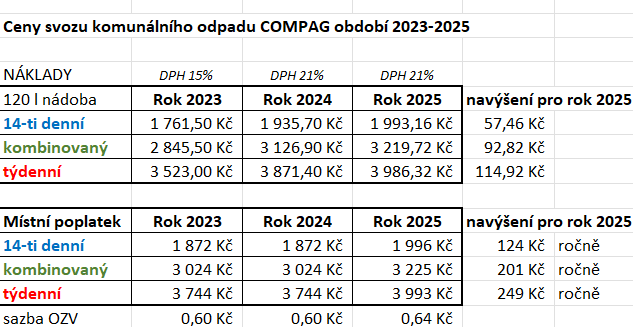 Ceny svozu komunálního odpadu COMPAG období 2023-2025
NÁKLADY DPH 15% DPH 21% DPH 21%
120 l nádoba Rok 2023 Rok 2024 Rok 2025 navýšení pro rok 2025
14-ti denní 1 761,50 Kč 1 935,70 Kč 1 993,16 Kč 57,46 Kč
kombinovaný 2 845,50 Kč 3 126,90 Kč 3 219,72 Kč 92,82 Kč
týdenní 3 523,00 Kč 3 871,40 Kč 3 986,32 Kč 114,92 Kč
Místní poplatek Rok 2023 Rok 2024 Rok 2025 navýšení pro rok 2025
14-ti denní 1 872 Kč 1 872 Kč 1 996 Kč 124 Kč ročně
kombinovaný 3 024 Kč 3 024 Kč 3 225 Kč 201 Kč ročně
týdenní 3 744 Kč 3 744 Kč 3 993 Kč 249 Kč ročně
sazba OZV 0,60 Kč 0,60 Kč 0,64 Kč